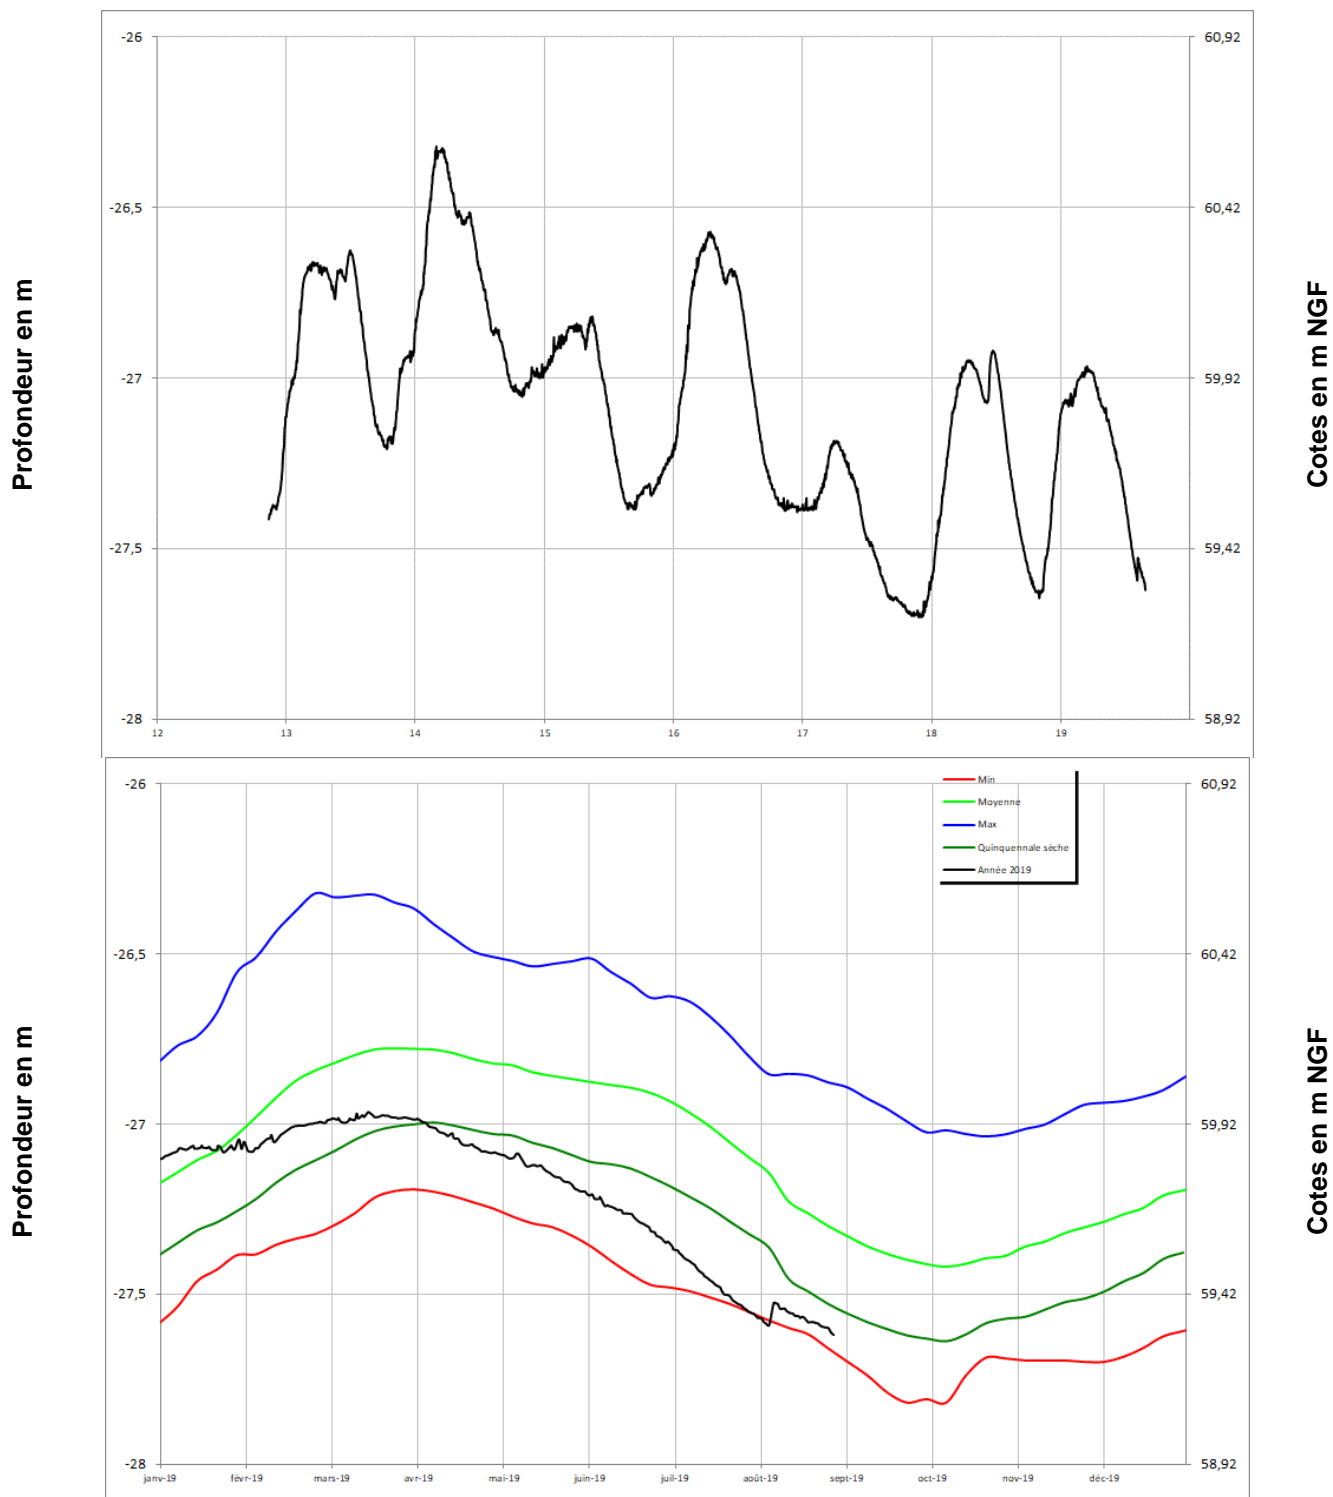 Profondeur en m
Cotes en m NGF
-26
-26,5
-27
-27,5
-28
60,92
60,42
59,92
59,42
58,92
12 13 14 15 16 17 18 19
Profondeur en m
Cotes en m NGF
-26
-26,5
-27
-27,5
-28
60,92
60,42
59,92
59,42
58,92
Min
Moyenne
Max
Quinquennale sèche
Année 2019
janv-19 févr-19 mars-19 avr-19 mai-19 juin-19 juil-19 août-19 sept-19 oct-19 nov-19 déc-19